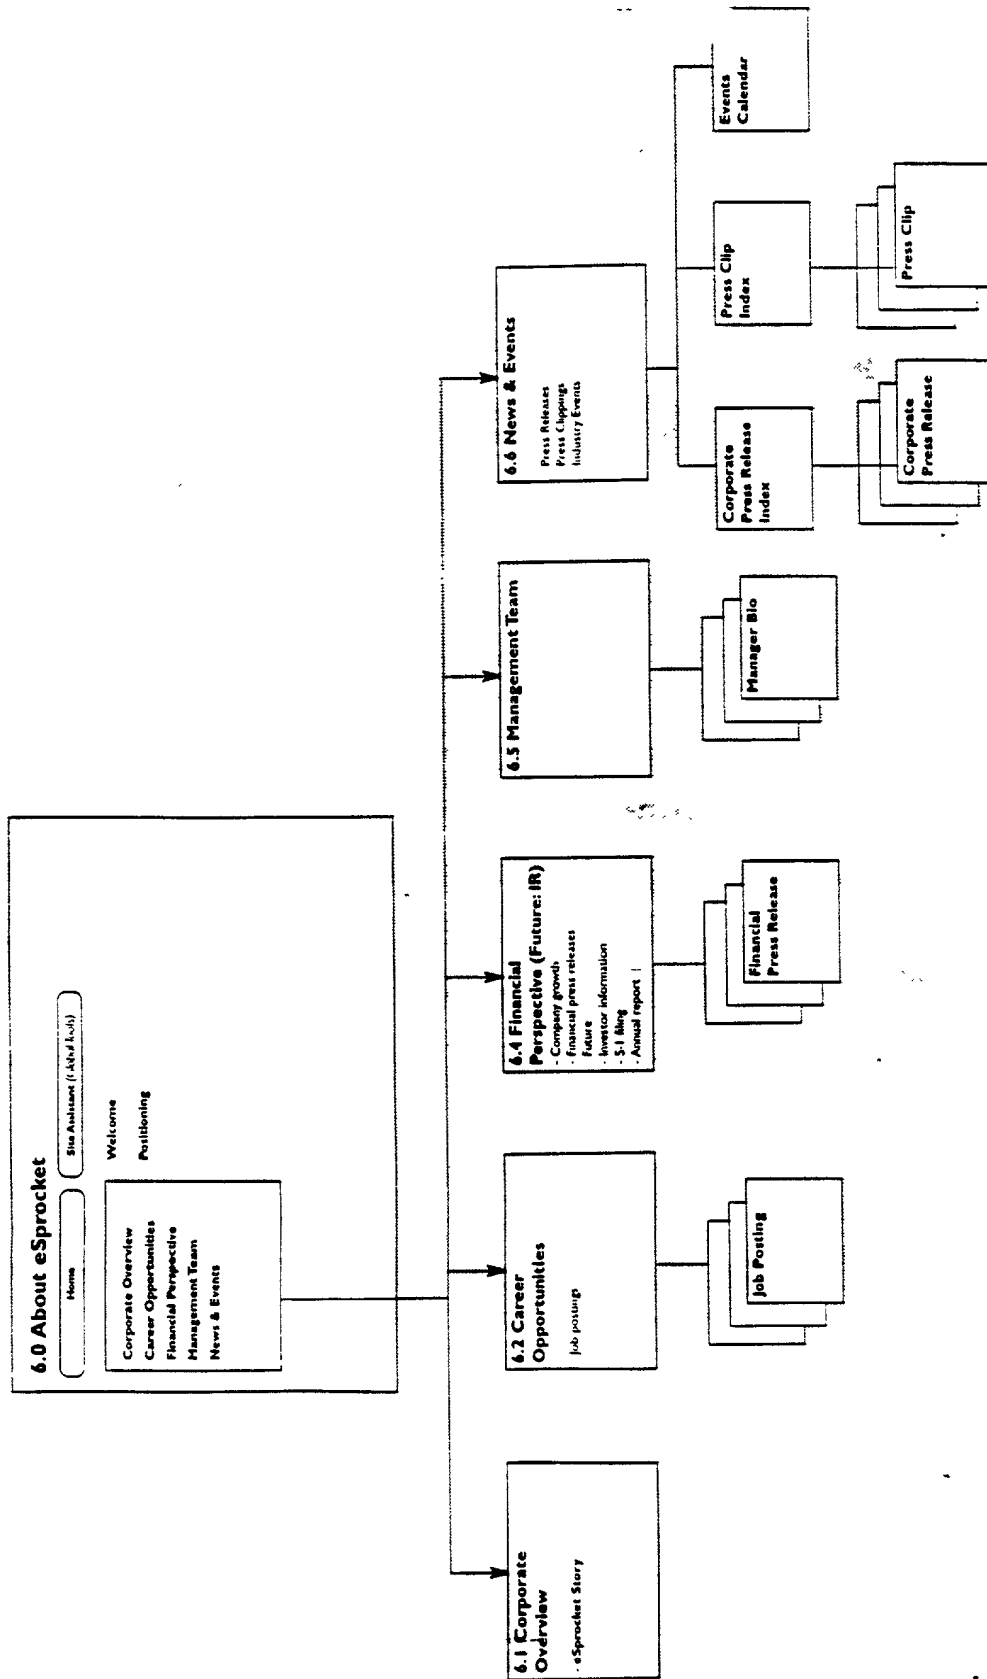 6.0 About eSprocket
Home
Site Assistant (Global Tools)
Corporate Overview
Career Opportunities
Financial Perspective
Management Team
News & Events
Welcome
Positioning
6.1 Corporate
Overview
- eSprocket Story
6.2 Career
Opportunities
Job postings
Job Posting
6.4 Financial
Perspective (Future: IR)
- Company growth
- Financial press releases
Future
- Investor information
- S-1 filing
- Annual report
Financial
Press Release
6.5 Management Team
Manager Bio
6.6 News & Events
Press Releases
Press Clippings
Industry Events
Corporate
Press Release
Index
Corporate
Press Release
Press Clip
Index
Press Clip
Events
Calendar